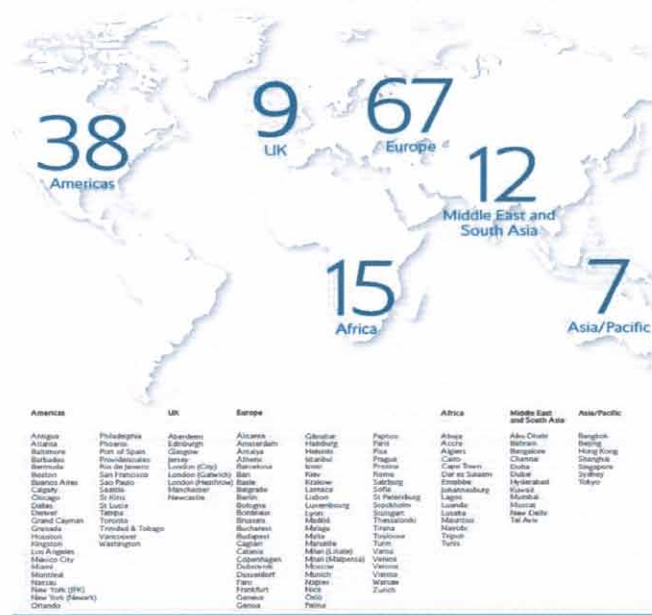 38
Americas
9
UK
67
Europe
12
Middle East and
South Asia
15
Africa
7
Asia/Pacific
Americas
Antigua
Atlanta
Baltimore
Barbados
Bermuda
Boston
Buenos Aires
Calgary
Chicago
Dallas
Denver
Grand Cayman
Grenada
Houston
Kingston
Los Angeles
Mexico City
Miami
Montreal
Nassau
New York (JFK)
New York (Newark)
Orlando
Philadelphia
Phoenix
Port of Spain
Providenciales
Rio de Janeiro
San Francisco
Sao Paulo
Seattle
St Kitts
St Lucia
Tampa
Toronto
Trinidad & Tobago
Vancouver
Washington
UK
Aberdeen
Edinburgh
Glasgow
Jersey
London (City)
London (Gatwick)
London (Heathrow)
Manchester
Newcastle
Europe
Alicante
Amsterdam
Antalya
Athens
Barcelona
Bari
Basle
Belgrade
Berlin
Bologna
Bordeaux
Brussels
Bucharest
Budapest
Cagliari
Catania
Copenhagen
Dubrovnik
Dusseldorf
Faro
Frankfurt
Geneva
Genoa
Gibraltar
Hamburg
Helsinki
Istanbul
Izmir
Kiev
Krakow
Larnaca
Lisbon
Luxembourg
Lyon
Madrid
Malaga
Malta
Marseille
Milan (Linate)
Milan (Malpensa)
Moscow
Munich
Naples
Nice
Oslo
Palma
Paphos
Paris
Pisa
Prague
Pristina
Rome
Salzburg
Sofia
St Petersburg
Stockholm
Stuttgart
Thessaloniki
Tirana
Toulouse
Turin
Varna
Venice
Verona
Vienna
Warsaw
Zurich
Africa
Abuja
Accra
Algiers
Cairo
Cape Town
Dar es Salaam
Entebbe
Johannesburg
Lagos
Luanda
Lusaka
Mauritius
Nairobi
Tripoli
Tunis
Middle East
and South Asia
Abu Dhabi
Bahrain
Bangalore
Chennai
Doha
Dubai
Hyderabad
Kuwait
Mumbai
Muscat
New Delhi
Tel Aviv
Asia/Pacific
Bangkok
Beijing
Hong Kong
Shanghai
Singapore
Sydney
Tokyo